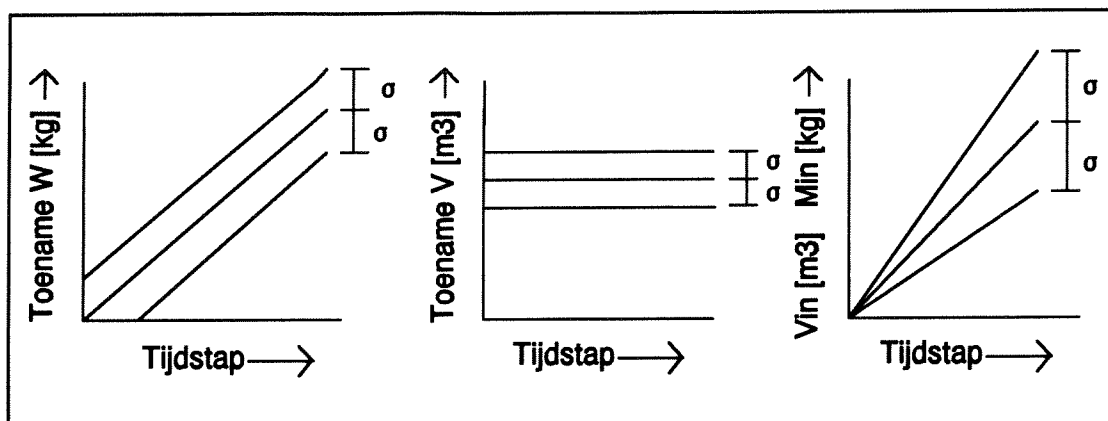 Toename W [kg] →
σ
σ
Tijdstap →
Toename V [m3] →
σ
σ
Tijdstap →
Vin [m3] Min [kg] →
σ
σ
Tijdstap →